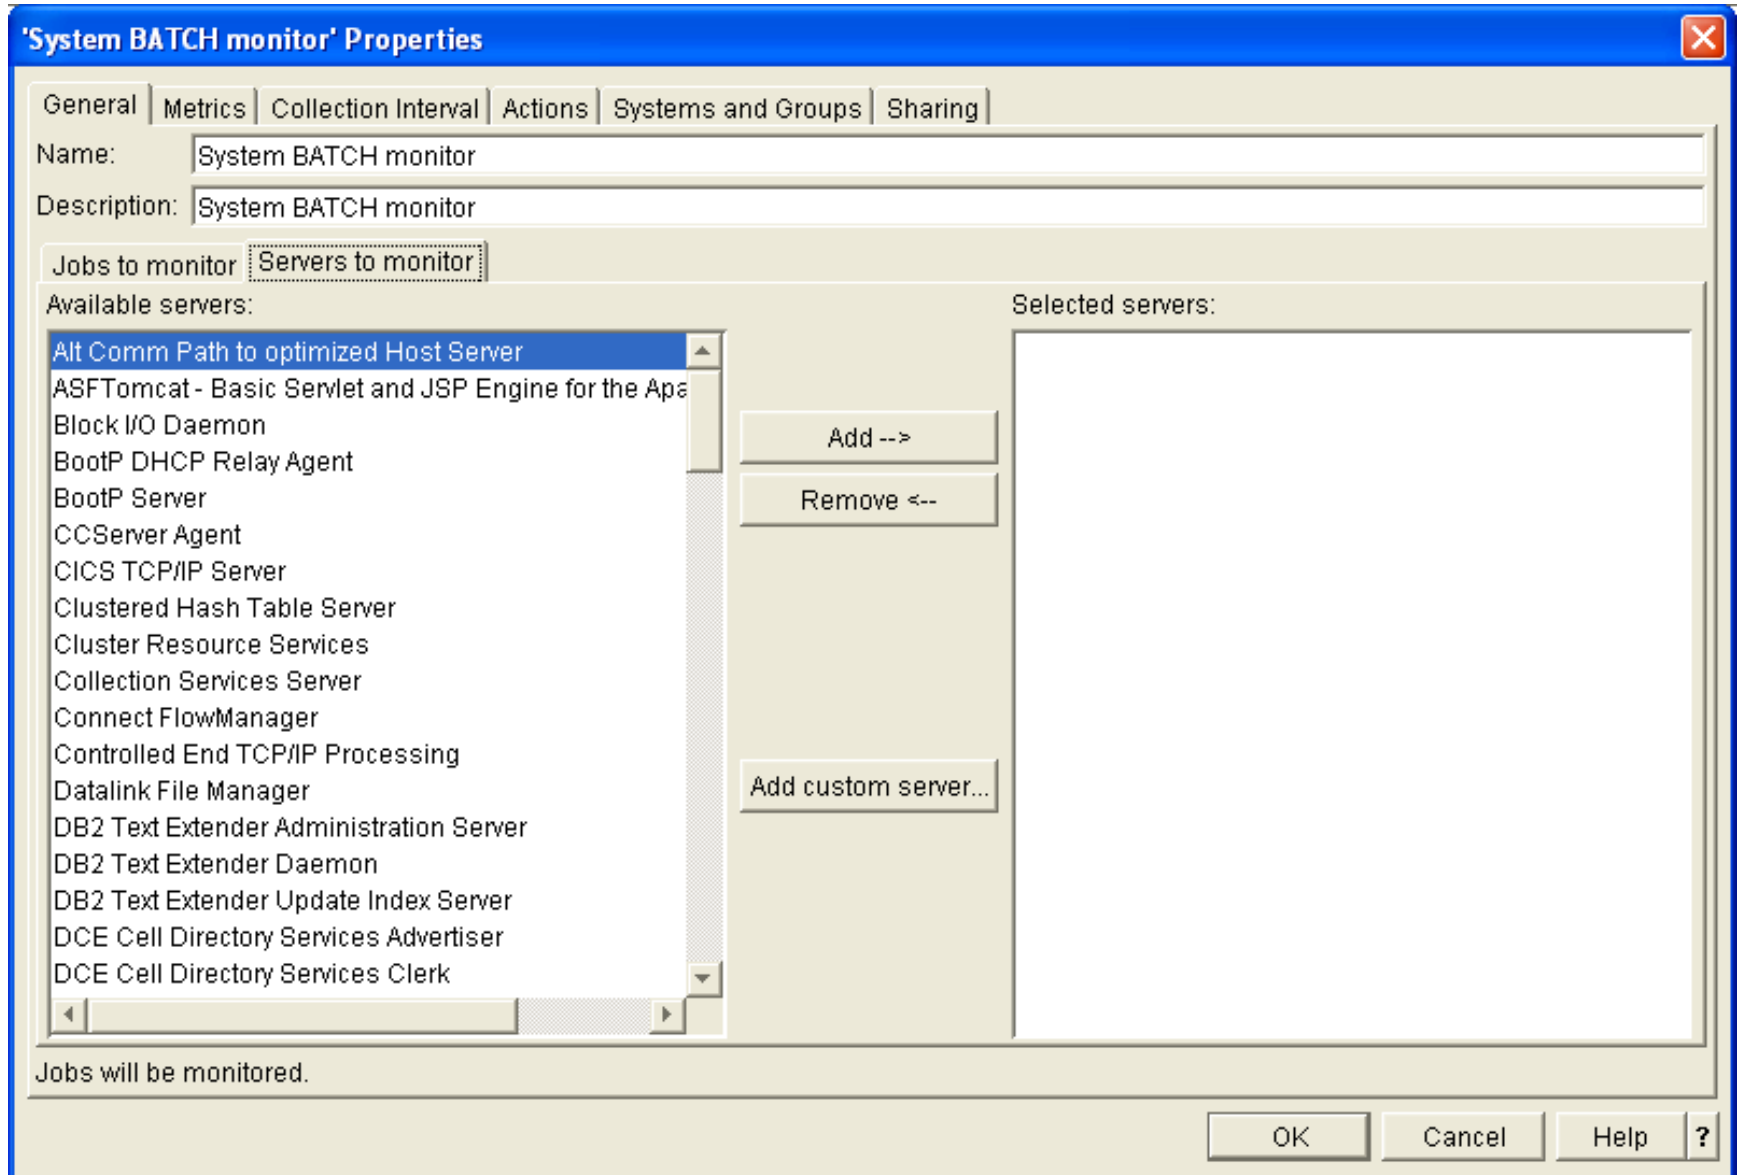 'System BATCH monitor' Properties
General Metrics Collection Interval Actions Systems and Groups Sharing
Name: System BATCH monitor
Description: System BATCH monitor
Jobs to monitor Servers to monitor
Available servers: Selected servers:
Alt Comm Path to optimized Host Server
ASFTomcat - Basic Servlet and JSP Engine for the Apa
Block I/O Daemon
BootP DHCP Relay Agent
BootP Server
CCServer Agent
CICS TCP/IP Server
Clustered Hash Table Server
Cluster Resource Services
Collection Services Server
Connect FlowManager
Controlled End TCP/IP Processing
Datalink File Manager
DB2 Text Extender Administration Server
DB2 Text Extender Daemon
DB2 Text Extender Update Index Server
DCE Cell Directory Services Advertiser
DCE Cell Directory Services Clerk
Add -->
Remove <--
Add custom server...
Jobs will be monitored.
OK Cancel Help ?